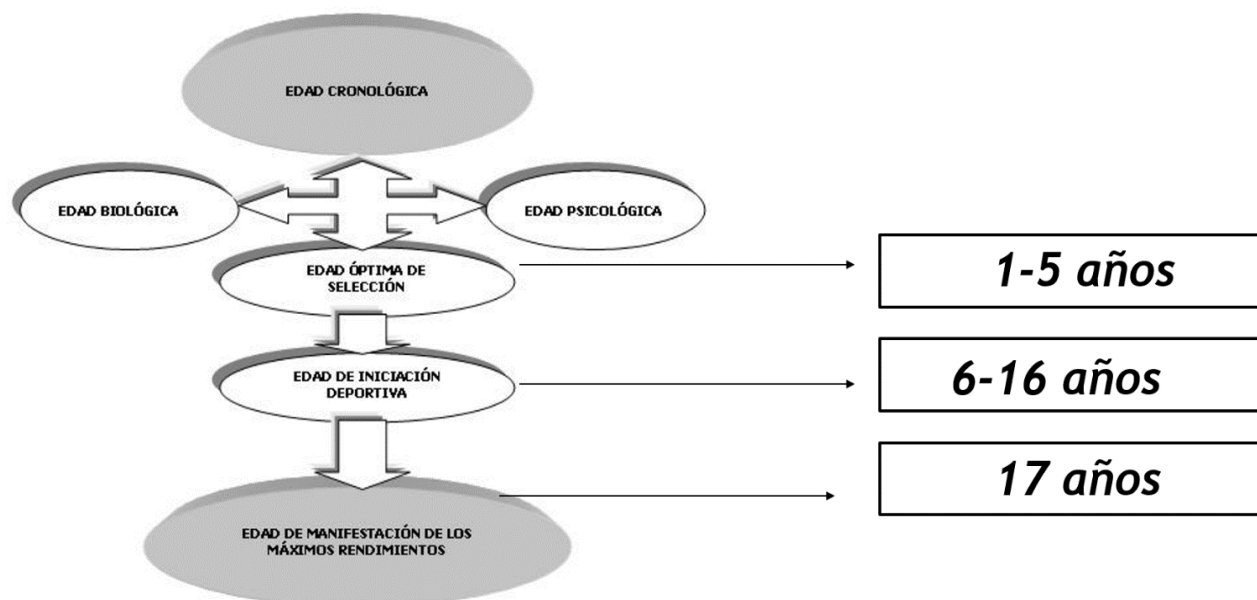 EDAD CRONOLÓGICA
EDAD BIOLÓGICA
EDAD PSICOLÓGICA
EDAD ÓPTIMA DE
SELECCIÓN
1-5 años
EDAD DE INICIACIÓN
DEPORTIVA
6-16 años
EDAD DE MANIFESTACIÓN DE LOS
MÁXIMOS RENDIMIENTOS
17 años